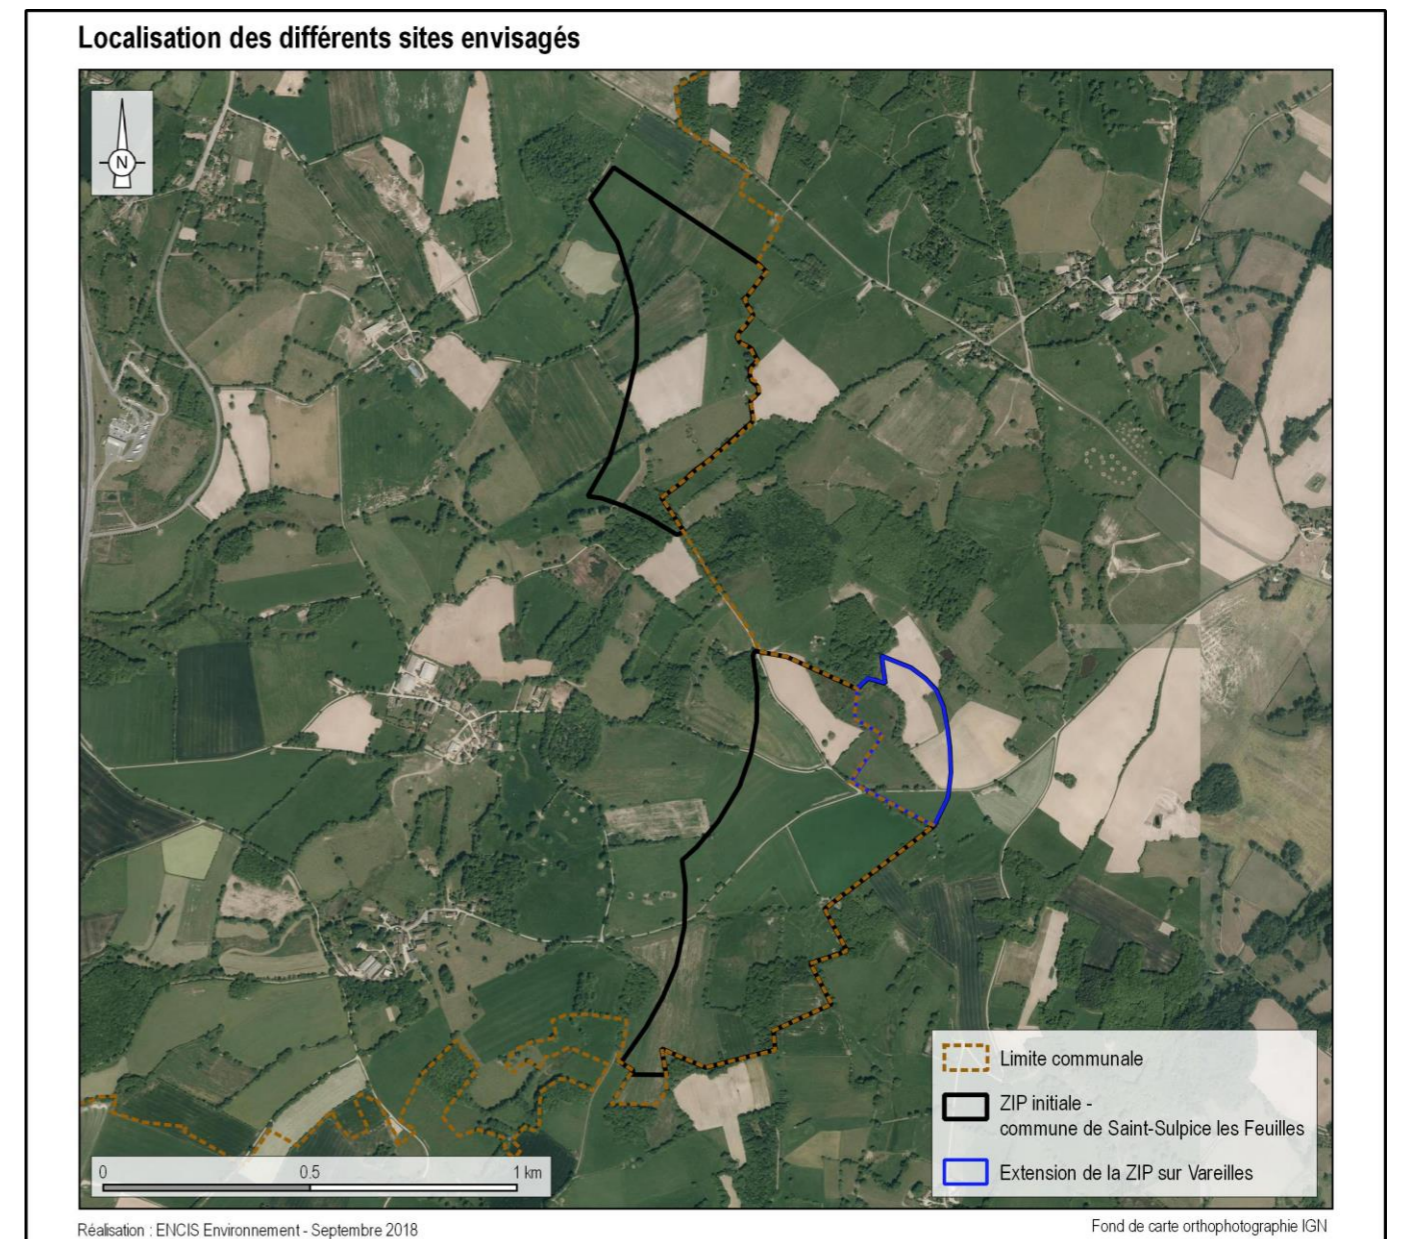 Localisation des différents sites envisagés
N
Limite communale
ZIP initiale -
commune de Saint-Sulpice les Feuilles
Extension de la ZIP sur Vareilles
0 0.5 1 km
Réalisation : ENCIS Environnement - Septembre 2018
Fond de carte orthophotographie IGN